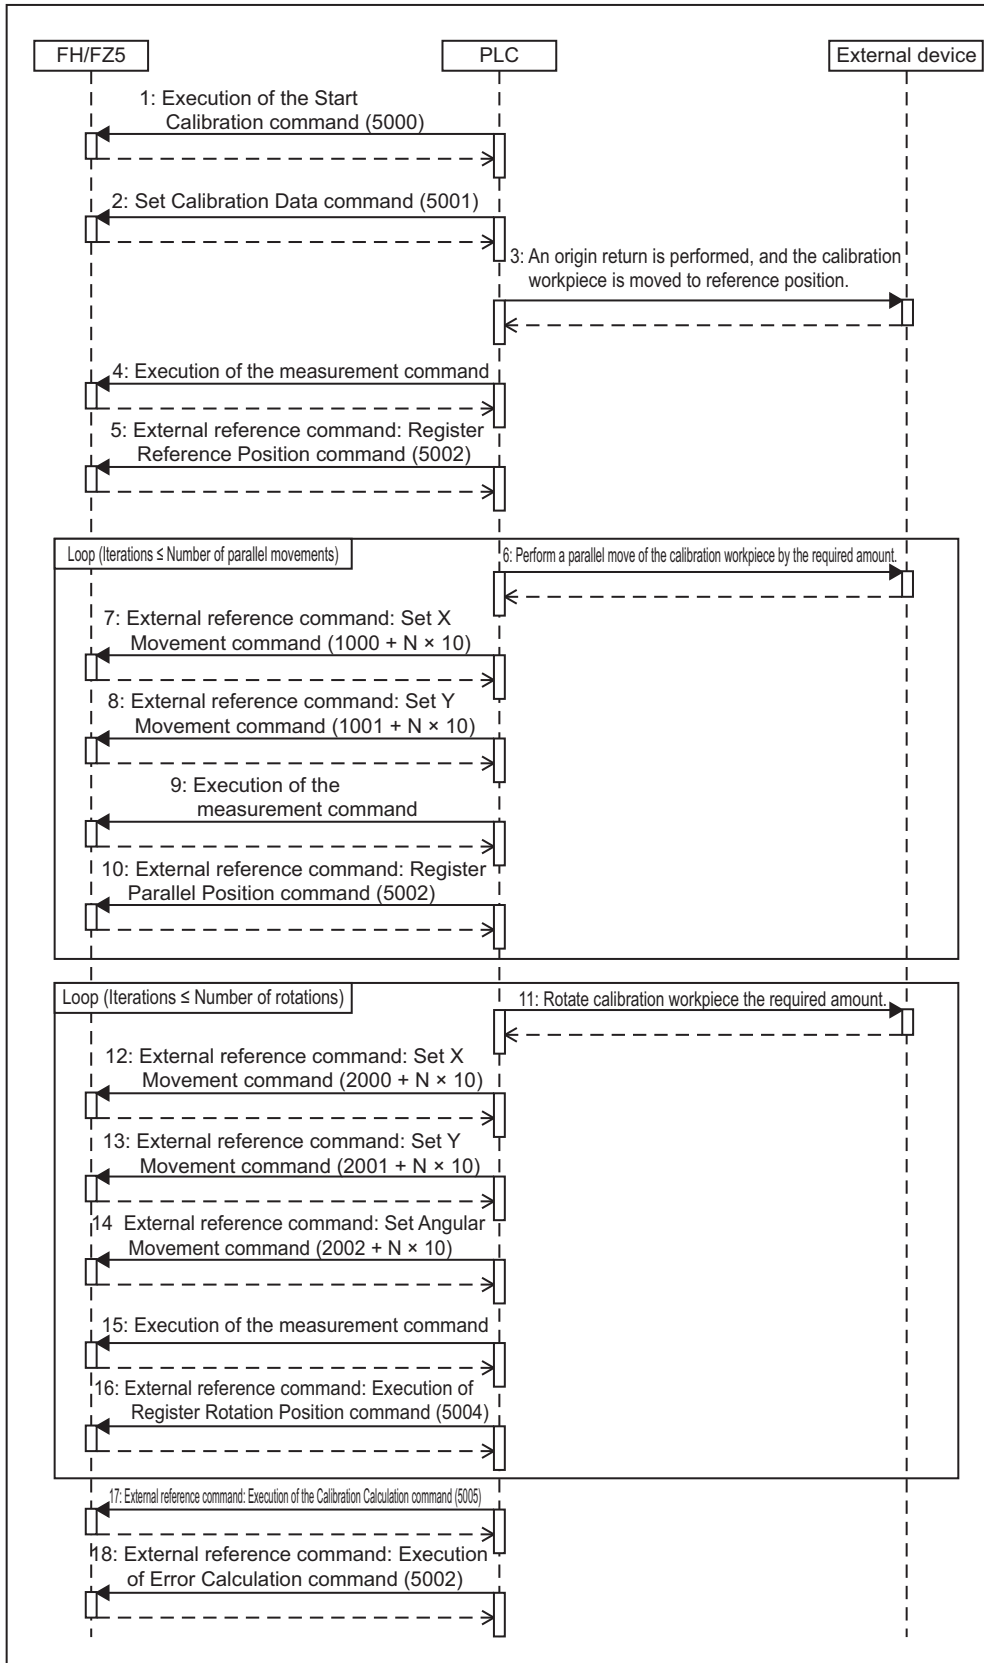 FH/FZ5
PLC
External device
1: Execution of the Start
Calibration command (5000)
2: Set Calibration Data command (5001)
3: An origin return is performed, and the calibration
workpiece is moved to reference position.
4: Execution of the measurement command
5: External reference command: Register
Reference Position command (5002)
Loop (Iterations ≤ Number of parallel movements)
6: Perform a parallel move of the calibration workpiece by the required amount.
7: External reference command: Set X
Movement command (1000 + N × 10)
8: External reference command: Set Y
Movement command (1001 + N × 10)
9: Execution of the
measurement command
10: External reference command: Register
Parallel Position command (5002)
Loop (Iterations ≤ Number of rotations)
11: Rotate calibration workpiece the required amount.
12: External reference command: Set X
Movement command (2000 + N × 10)
13: External reference command: Set Y
Movement command (2001 + N × 10)
14 External reference command: Set Angular
Movement command (2002 + N × 10)
15: Execution of the measurement command
16: External reference command: Execution of
Register Rotation Position command (5004)
17: External reference command: Execution of the Calibration Calculation command (5005)
18: External reference command: Execution
of Error Calculation command (5002)